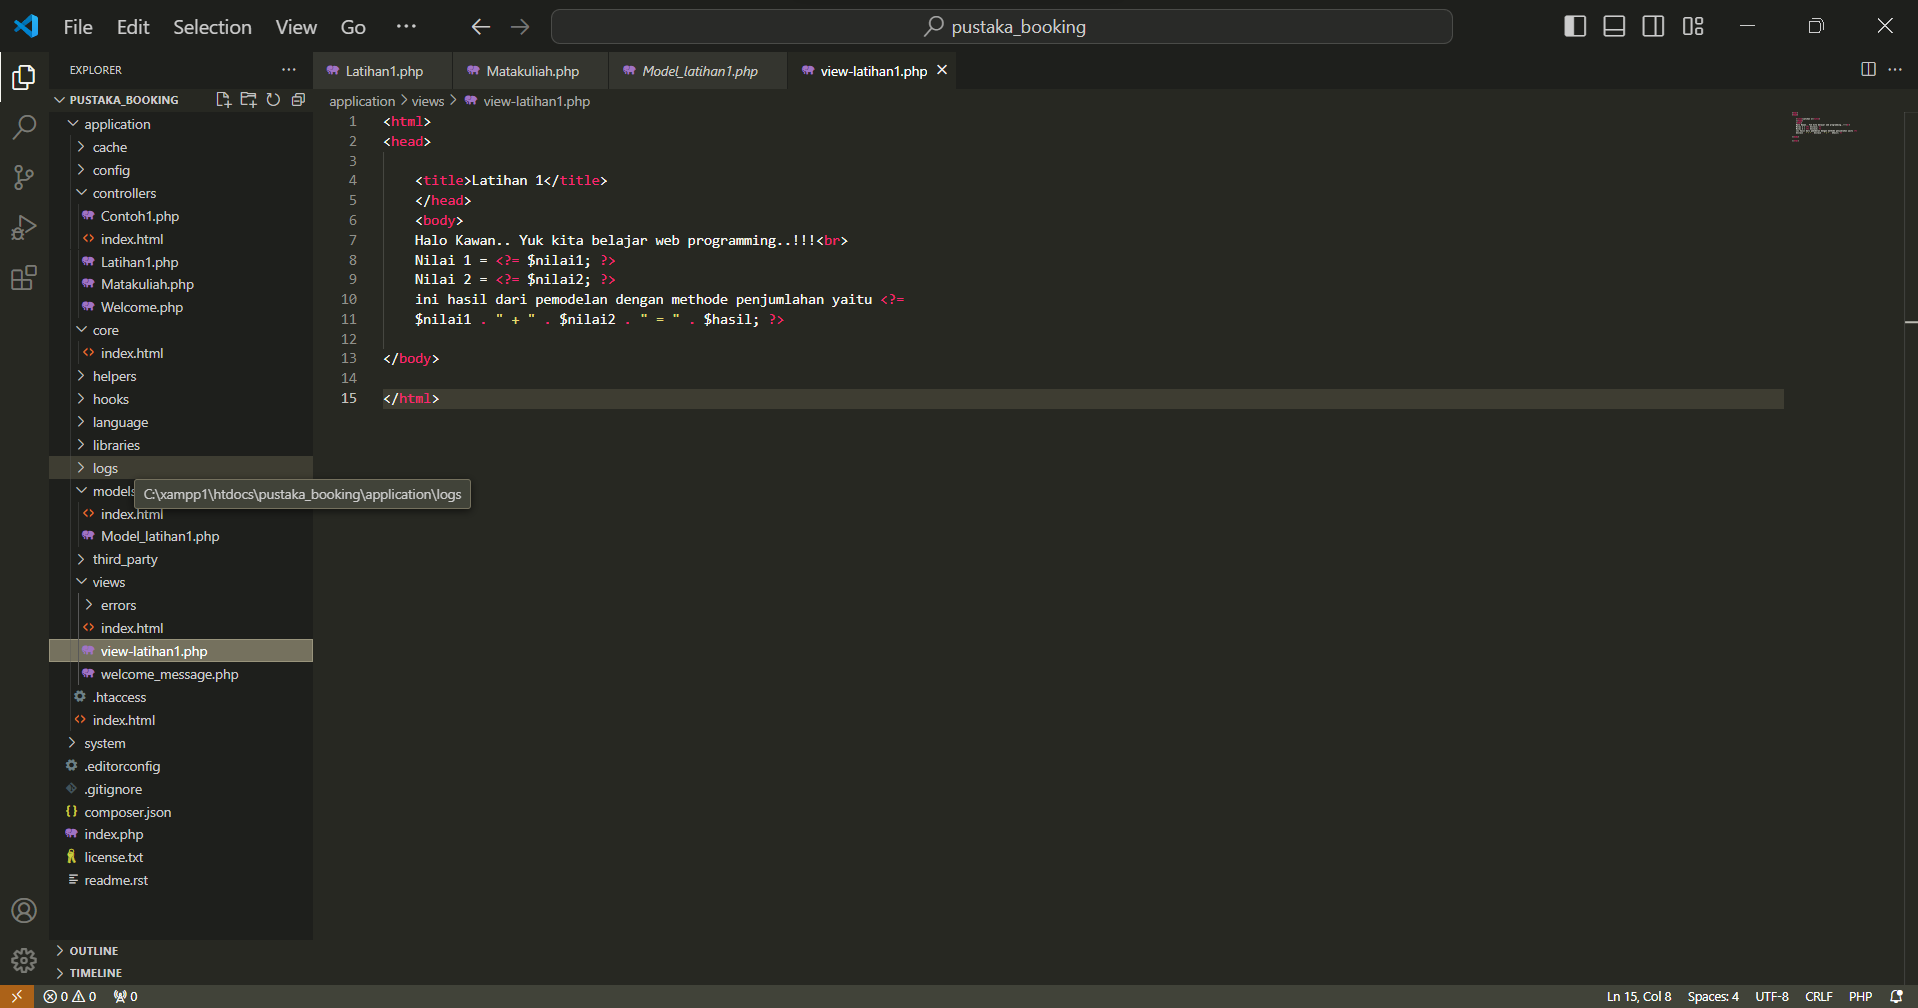 File Edit Selection View Go ··· pustaka_booking
EXPLORER ···
PUSTAKA_BOOKING
application
cache
config
controllers
Contoh1.php
index.html
Latihan1.php
Matakuliah.php
Welcome.php
core
index.html
helpers
hooks
language
libraries
logs
models
C:\xampp1\htdocs\pustaka_booking\application\logs
index.html
Model_latihan1.php
third_party
views
errors
index.html
view-latihan1.php
welcome_message.php
.htaccess
index.html
system
.editorconfig
.gitignore
composer.json
index.php
license.txt
readme.rst
OUTLINE
TIMELINE
Latihan1.php Matakuliah.php Model_latihan1.php view-latihan1.php
application > views > view-latihan1.php
1 <html>
2 <head>
3
4 <title>Latihan 1</title>
5 </head>
6 <body>
7 Halo Kawan.. Yuk kita belajar web programming..!!!<br>
8 Nilai 1 = <?= $nilai1; ?>
9 Nilai 2 = <?= $nilai2; ?>
10 ini hasil dari pemodelan dengan methode penjumlahan yaitu <?=
11 $nilai1 . " + " . $nilai2 . " = " . $hasil; ?>
12
13 </body>
14
15 </html>
0 0 0 Ln 15, Col 8 Spaces: 4 UTF-8 CRLF PHP